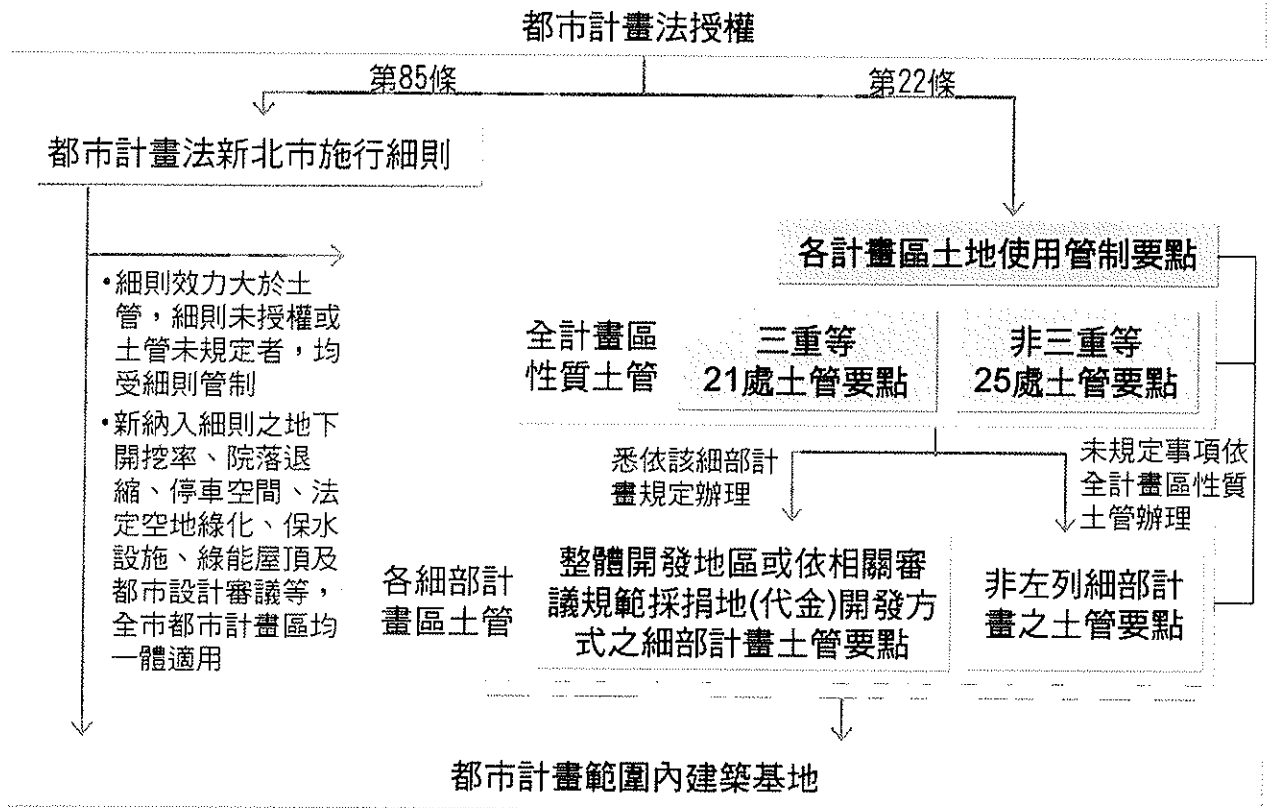 都市計畫法授權
第85條
第22條
都市計畫法新北市施行細則
•細則效力大於土
管，細則未授權或
土管未規定者，均
受細則管制
•新納入細則之地下
開挖率、院落退
縮、停車空間、法
定空地綠化、保水
設施、綠能屋頂及
都市設計審議等，
全市都市計畫區均
一體適用
各計畫區土地使用管制要點
全計畫區
性質土管
三重等
21處土管要點
非三重等
25處土管要點
悉依該細部計
畫規定辦理
未規定事項依
全計畫區性質
土管辦理
各細部計
畫區土管
整體開發地區或依相關審
議規範採捐地(代金)開發方
式之細部計畫土管要點
非左列細部計
畫之土管要點
都市計畫範圍內建築基地